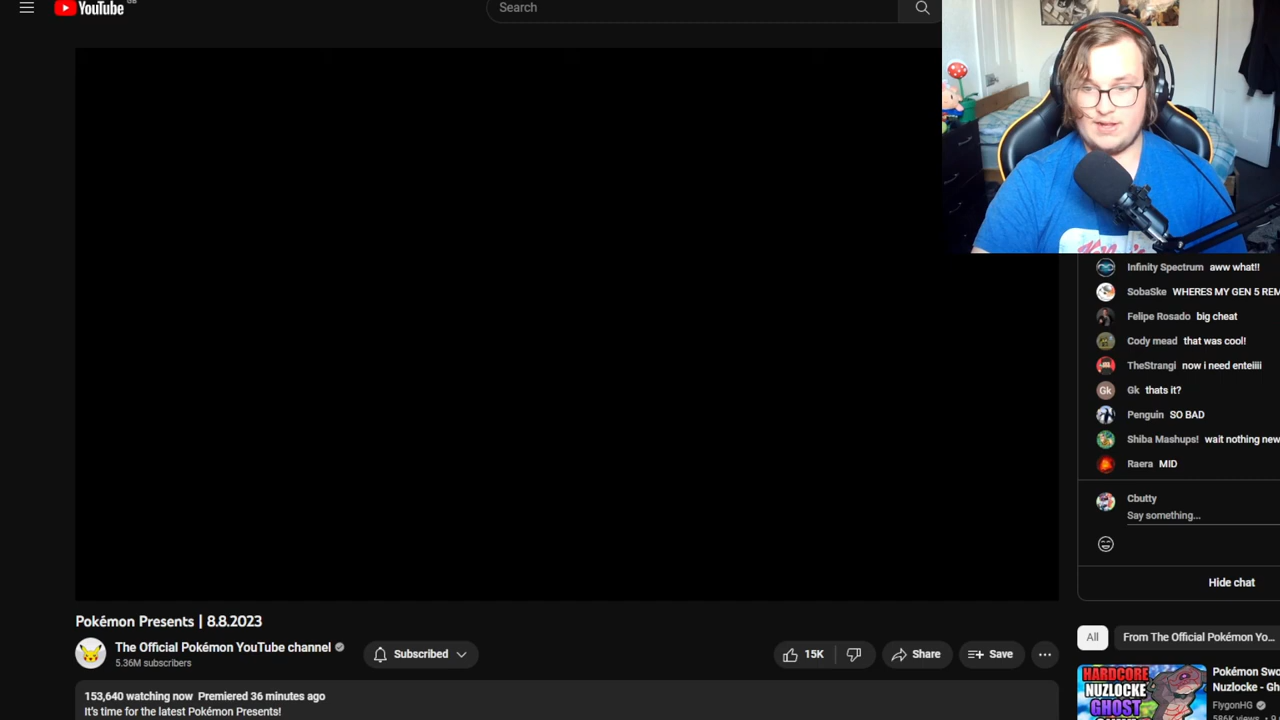 YouTube
GB
Search
Infinity Spectrum aww what!!
SobaSke WHERES MY GEN 5 REM
Felipe Rosado big cheat
Cody mead that was cool!
TheStrangi now i need enteiiii
Gk Gk thats it?
Penguin SO BAD
Shiba Mashups! wait nothing new
Raera MID
Cbutty
Say something...
Hide chat
Pokémon Presents | 8.8.2023
The Official Pokémon YouTube channel
5.36M subscribers
Subscribed
15K
Share
Save
153,640 watching now Premiered 36 minutes ago
It's time for the latest Pokémon Presents!
All
From The Official Pokémon Yo...
HARDCORE
NUZLOCKE
GHOST
Pokémon Swo
Nuzlocke - Gh
FlygonHG
586K views